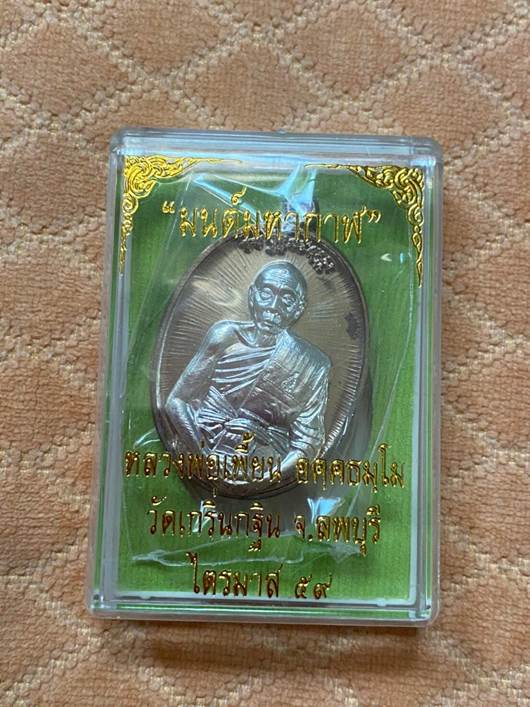 “มนต์มหากาฬ”
หลวงพ่อเพี้ยน อคฺคธมฺโม
วัดเกริ่นกฐิน จ.ลพบุรี
ไตรมาส ๕๙